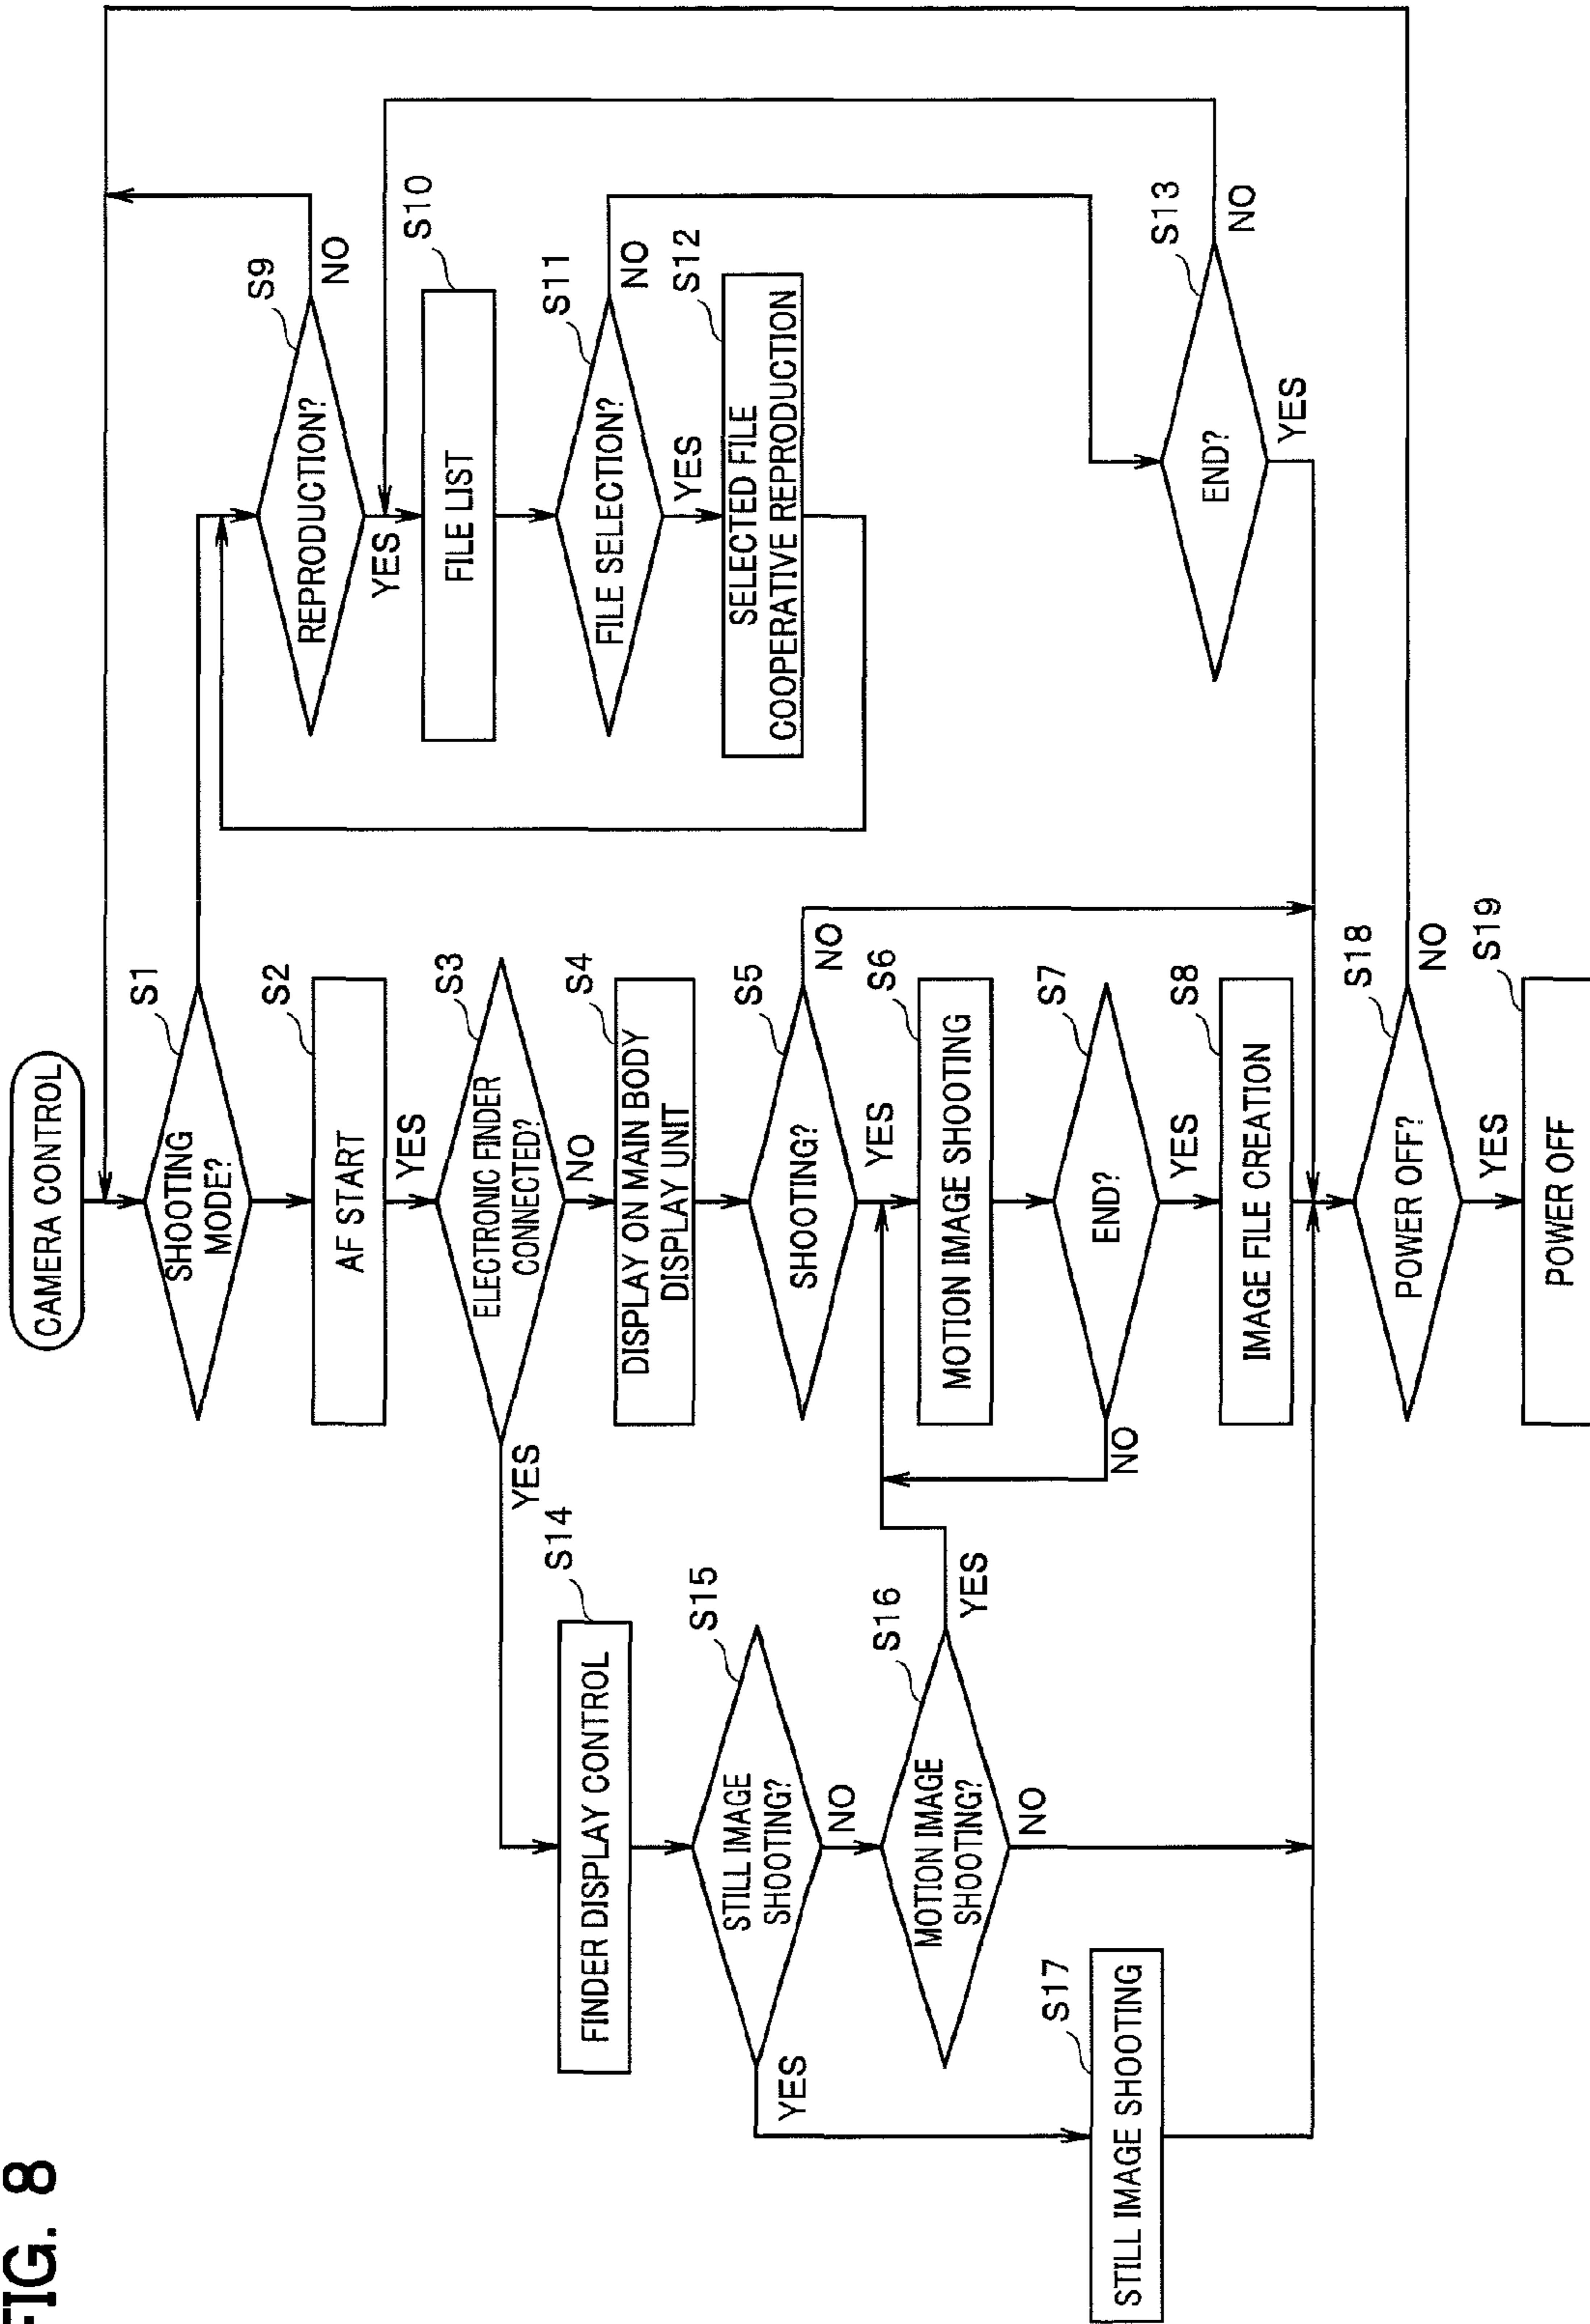 FIG. 8
CAMERA CONTROL
S1
SHOOTING
MODE?
S2
AF START
YES
S3
ELECTRONIC FINDER
CONNECTED?
YES
NO
S4
DISPLAY ON MAIN BODY
DISPLAY UNIT
S5
SHOOTING?
NO
YES
S6
MOTION IMAGE SHOOTING
S7
END?
NO
YES
S8
IMAGE FILE CREATION
S9
REPRODUCTION?
NO
YES
S10
FILE LIST
S11
FILE SELECTION?
NO
YES
S12
SELECTED FILE
COOPERATIVE REPRODUCTION
S13
END?
NO
YES
S14
FINDER DISPLAY CONTROL
S15
STILL IMAGE
SHOOTING?
YES
NO
S16
MOTION IMAGE
SHOOTING?
YES
NO
S17
STILL IMAGE SHOOTING
S18
POWER OFF?
NO
YES
S19
POWER OFF